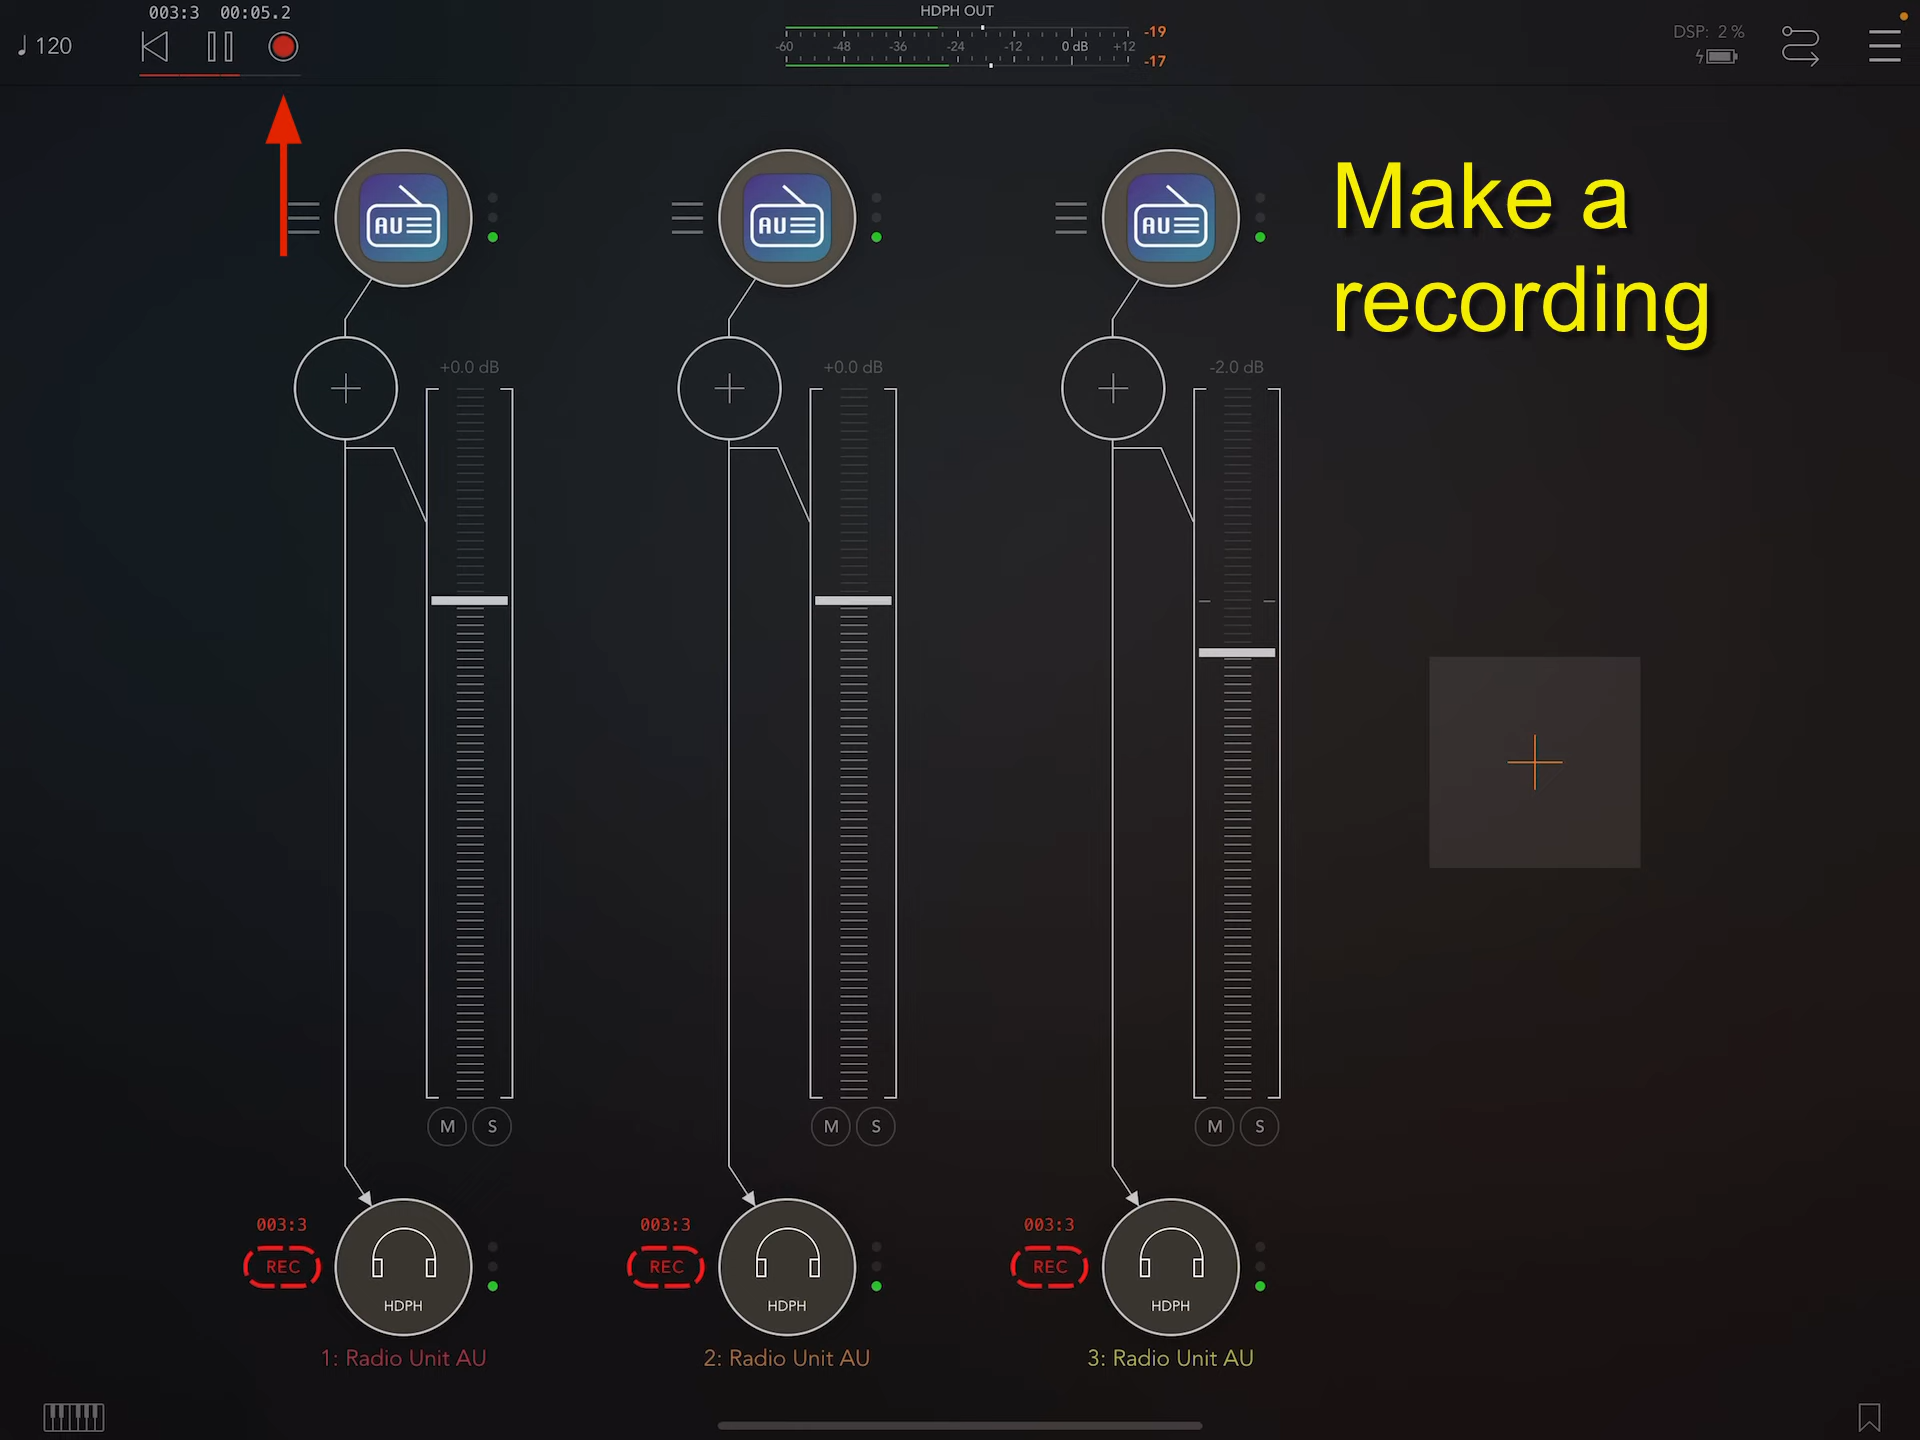 003:3 00:05.2
HDPH OUT
120
-60 -48 -36 -24 -12 0 dB +12
-19
-17
DSP: 2 %
Make a
recording
AU
AU
AU
+0.0 dB
+0.0 dB
-2.0 dB
M S
M S
M S
003:3
REC
HDPH
003:3
REC
HDPH
003:3
REC
HDPH
1: Radio Unit AU
2: Radio Unit AU
3: Radio Unit AU